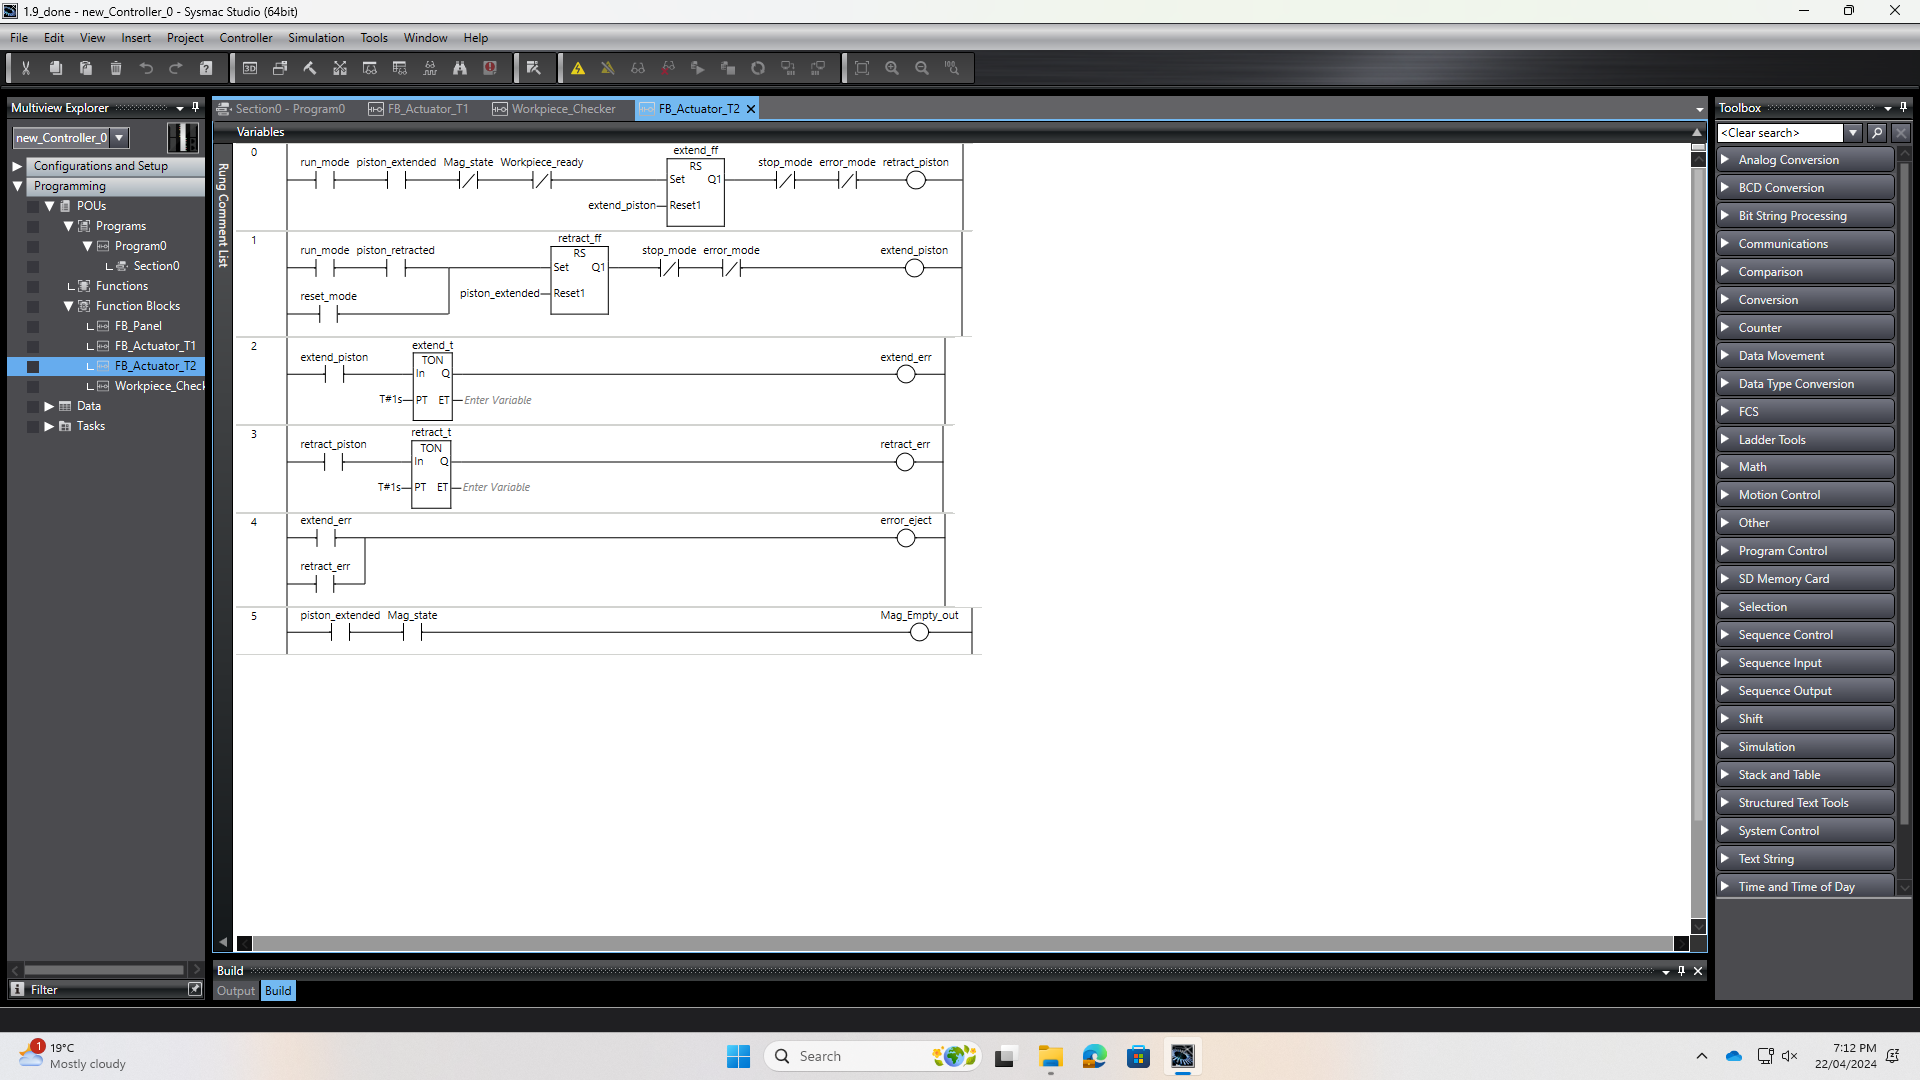 1.9_done - new_Controller_0 - Sysmac Studio (64bit)
File Edit View Insert Project Controller Simulation Tools Window Help
Multiview Explorer
new_Controller_0
Configurations and Setup
Programming
POUs
Programs
Program0
Section0
Functions
Function Blocks
FB_Panel
FB_Actuator_T1
FB_Actuator_T2
Workpiece_Check
Data
Tasks
Filter
Section0 - Program0 FB_Actuator_T1 Workpiece_Checker FB_Actuator_T2
Variables
Rung Comment List
0
extend_ff
run_mode piston_extended Mag_state Workpiece_ready RS stop_mode error_mode retract_piston
Set Q1
extend_piston Reset1
1
retract_ff
run_mode piston_retracted RS stop_mode error_mode extend_piston
Set Q1
reset_mode piston_extended Reset1
2
extend_t
extend_piston TON extend_err
In Q
T#1s PT ET Enter Variable
3
retract_t
retract_piston TON retract_err
In Q
T#1s PT ET Enter Variable
4
extend_err error_eject
retract_err
5
piston_extended Mag_state Mag_Empty_out
Build
Output Build
Toolbox
<Clear search>
Analog Conversion
BCD Conversion
Bit String Processing
Communications
Comparison
Conversion
Counter
Data Movement
Data Type Conversion
FCS
Ladder Tools
Math
Motion Control
Other
Program Control
SD Memory Card
Selection
Sequence Control
Sequence Input
Sequence Output
Shift
Simulation
Stack and Table
Structured Text Tools
System Control
Text String
Time and Time of Day
1
19°C
Mostly cloudy
Search
7:12 PM
22/04/2024